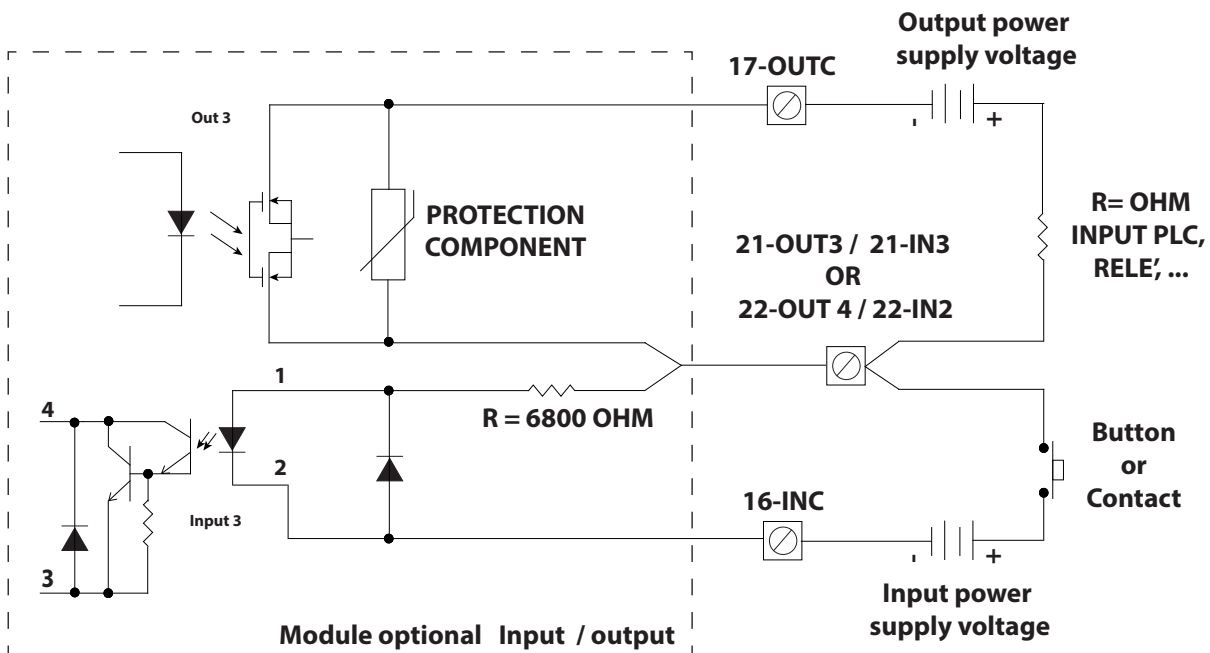 Output power
supply voltage
17-OUTC
Out 3
- +
PROTECTION
COMPONENT
R= OHM
INPUT PLC,
RELE', ...
21-OUT3 / 21-IN3
OR
22-OUT 4 / 22-IN2
1
R = 6800 OHM
4
2
Button
or
Contact
16-INC
Input 3
- +
3
Input power
supply voltage
Module optional Input / output